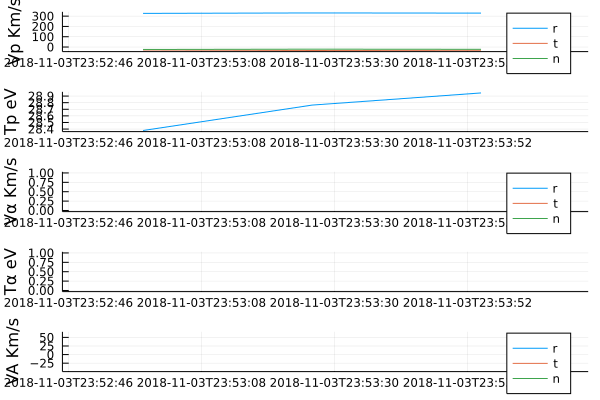 Vp Km/s
300
200
100
0
2018-11-03T23:52:46 2018-11-03T23:53:08 2018-11-03T23:53:30 2018-11-03T23:5
r
t
n
Tp eV
28.9
28.8
28.7
28.6
28.5
28.4
2018-11-03T23:52:46 2018-11-03T23:53:08 2018-11-03T23:53:30 2018-11-03T23:53:52
Vα Km/s
1.00
0.75
0.50
0.25
0.00
2018-11-03T23:52:46 2018-11-03T23:53:08 2018-11-03T23:53:30 2018-11-03T23:5
r
t
n
Tα eV
1.00
0.75
0.50
0.25
0.00
2018-11-03T23:52:46 2018-11-03T23:53:08 2018-11-03T23:53:30 2018-11-03T23:53:52
VA Km/s
50
25
0
−25
2018-11-03T23:52:46 2018-11-03T23:53:08 2018-11-03T23:53:30 2018-11-03T23:5
r
t
n